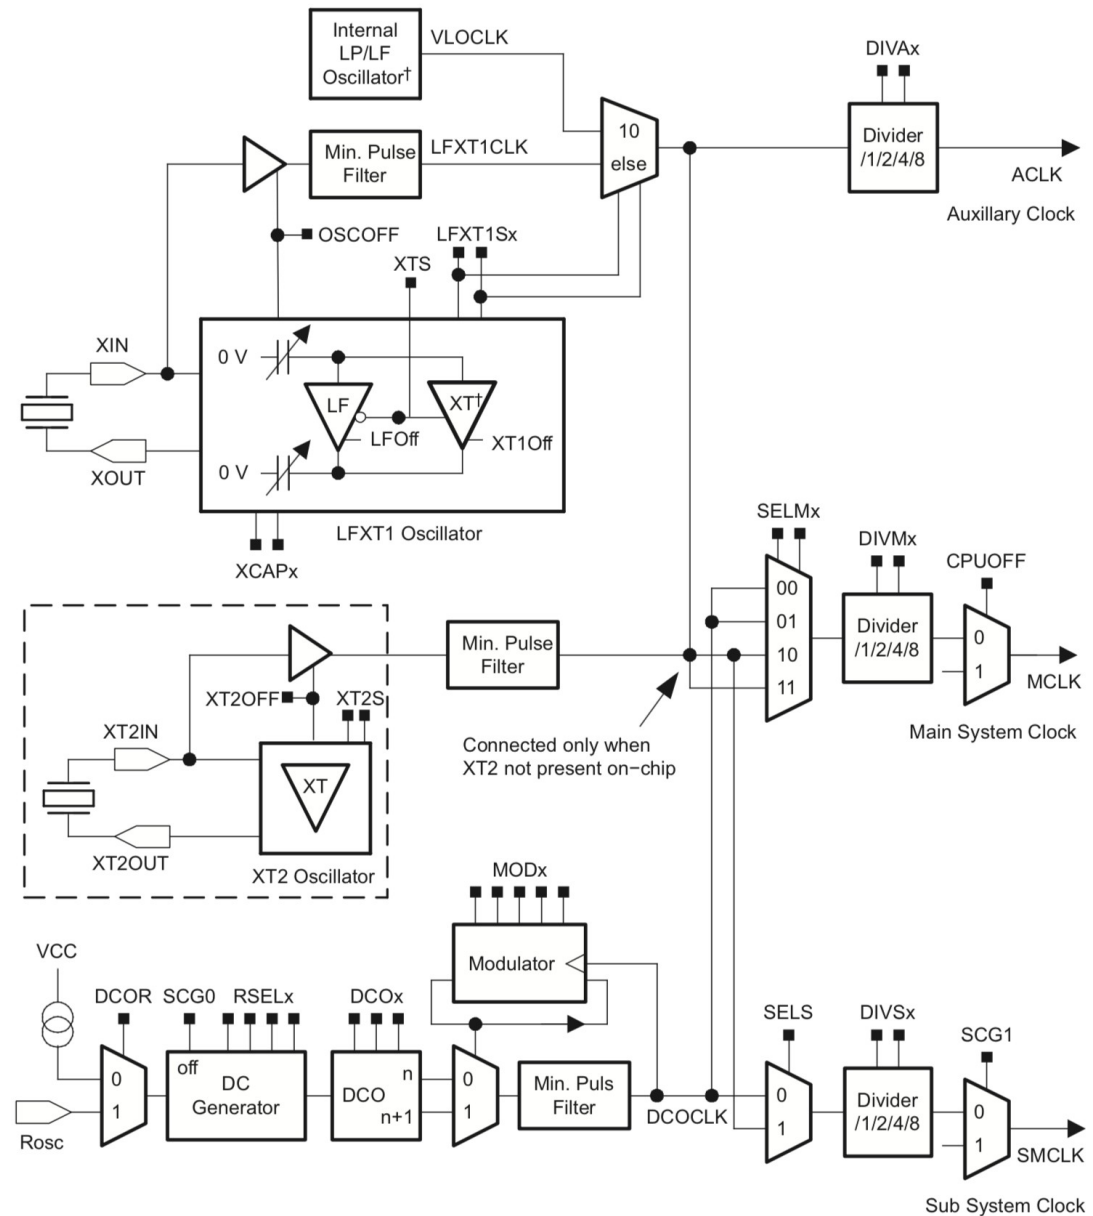 Internal
LP/LF
Oscillator†
VLOCLK
DIVAx
10
else
Divider
/1/2/4/8
Min. Pulse
Filter
LFXT1CLK
ACLK
Auxillary Clock
OSCOFF
LFXT1Sx
XTS
XIN
0 V
LF
XT†
LFOff
XT1Off
XOUT
0 V
LFXT1 Oscillator
XCAPx
SELMx
DIVMx
CPUOFF
00
01
10
11
Divider
/1/2/4/8
0
1
MCLK
Main System Clock
Min. Pulse
Filter
XT2OFF
XT2S
XT2IN
XT
XT2OUT
XT2 Oscillator
Connected only when
XT2 not present on−chip
MODx
Modulator
VCC
DCOR
SCG0
RSELx
DCOx
SELS
DIVSx
SCG1
0
1
off
DC
Generator
DCO
n
n+1
0
1
Min. Puls
Filter
DCOCLK
0
1
Divider
/1/2/4/8
0
1
Rosc
SMCLK
Sub System Clock